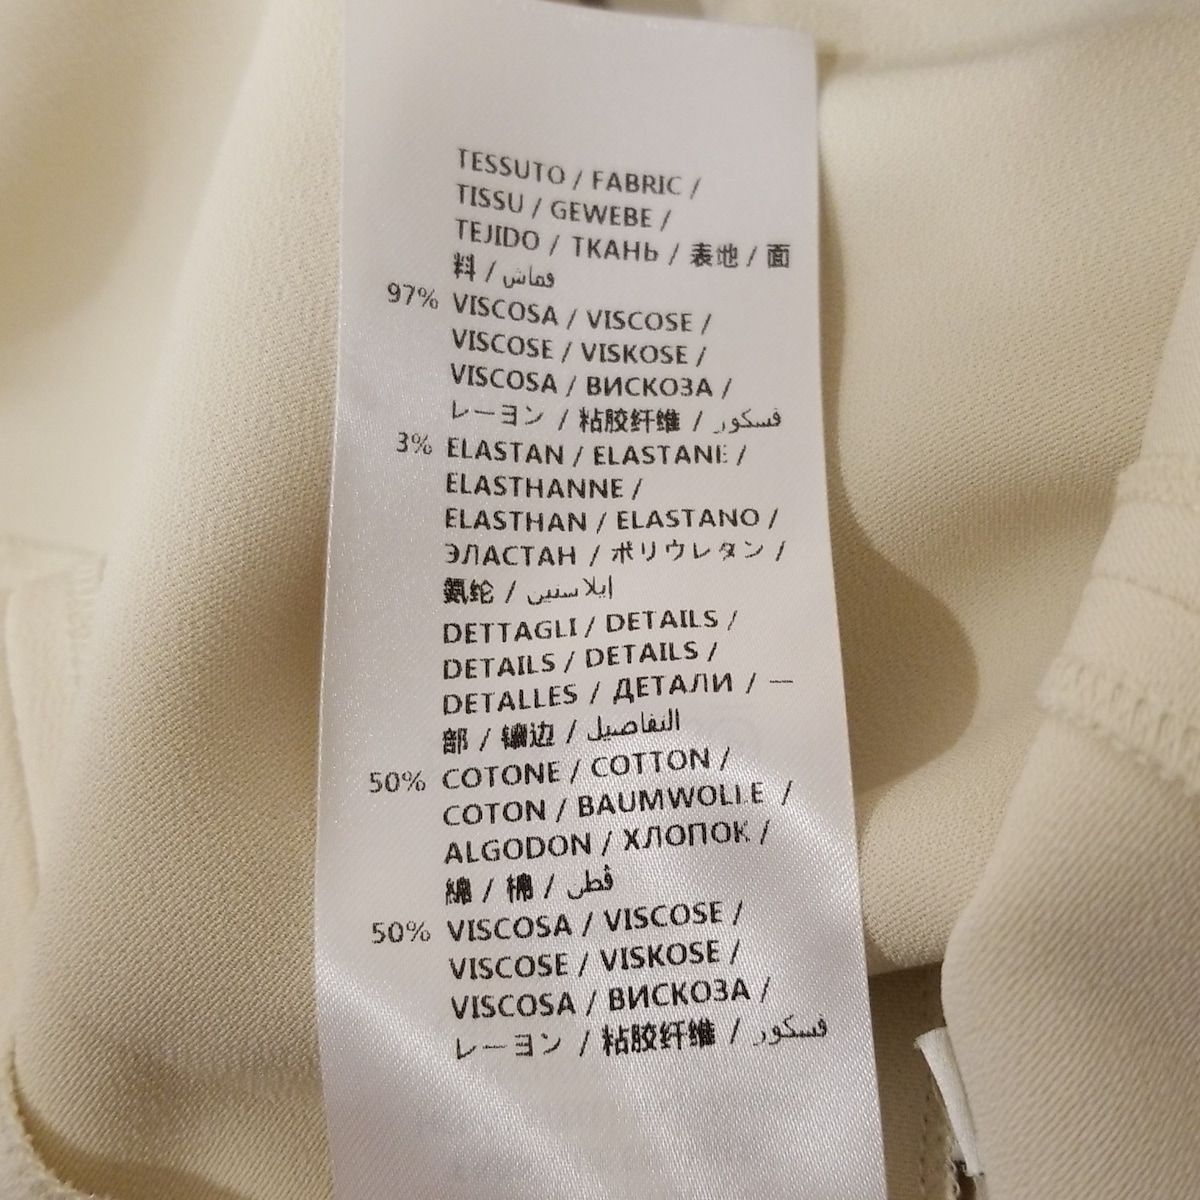 TESSUTO / FABRIC /
TISSU / GEWEBE /
TEJIDO / ТКАНЬ / 表地 / 面
料 / قماش
97% VISCOSA / VISCOSE /
VISCOSE / VISKOSE /
VISCOSA / ВИСКОЗА /
レーヨン / 粘胶纤维 / فسكور
3% ELASTAN / ELASTANE /
ELASTHANNE /
ELASTHAN / ELASTANO /
ЭЛАСТАН / ポリウレタン /
氨纶 / إيلاستين
DETTAGLI / DETAILS /
DETAILS / DETAILS /
DETALLES / ДЕТАЛИ / 一
部 / 镶边 / التفاصيل
50% COTONE / COTTON /
COTON / BAUMWOLLE /
ALGODON / ХЛОПОК /
綿 / 棉 / قطن
50% VISCOSA / VISCOSE /
VISCOSE / VISKOSE /
VISCOSA / ВИСКОЗА /
レーヨン / 粘胶纤维 / فسكور